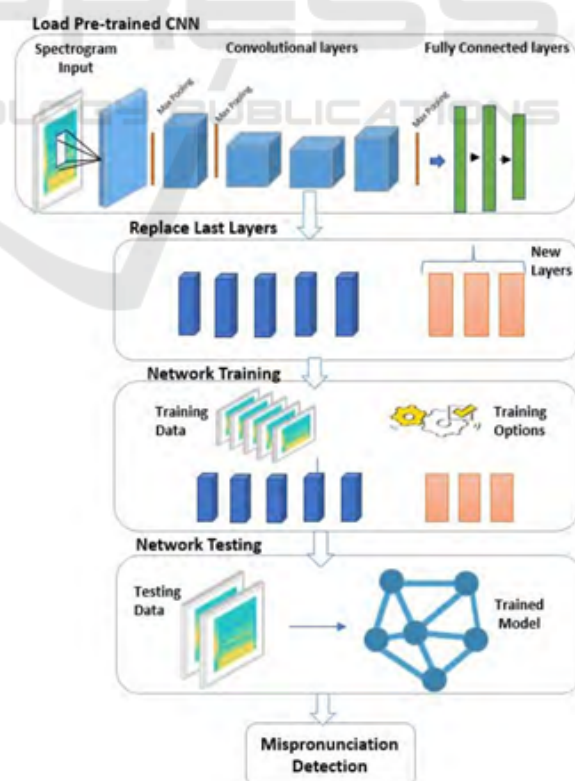 Load Pre-trained CNN
Spectrogram
Input
Convolutional layers
Fully Connected layers
Max Pooling
Max Pooling
Max Pooling
Replace Last Layers
New
Layers
Network Training
Training
Data
Training
Options
Network Testing
Testing
Data
Trained
Model
Mispronunciation
Detection